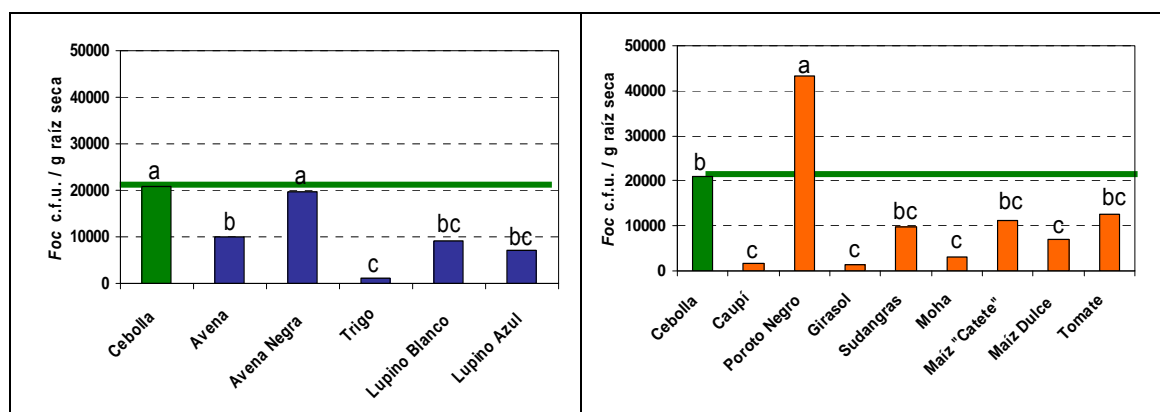 Foc c.f.u. / g raíz seca
50000
40000
30000
20000
10000
0
a
b
a
c
bc
bc
Cebolla
Avena
Avena Negra
Trigo
Lupino Blanco
Lupino Azul
Foc c.f.u. / g raíz seca
50000
40000
30000
20000
10000
0
b
c
a
c
bc
c
bc
c
bc
Cebolla
Caupí
Poroto Negro
Girasol
Sudangras
Moha
Maíz "Catete"
Maíz Dulce
Tomate